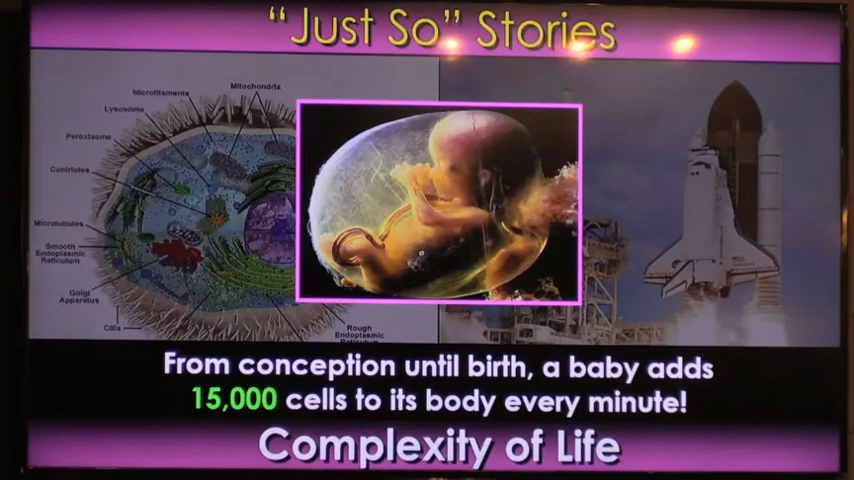 "Just So" Stories
Mitochondria
Microfilaments
Lysosome
Peroxisome
Centrioles
Microtubules
Smooth
Endoplasmic
Reticulum
Golgi
Apparatus
Cilia
Rough
Endoplasmic
From conception until birth, a baby adds
15,000 cells to its body every minute!
Complexity of Life